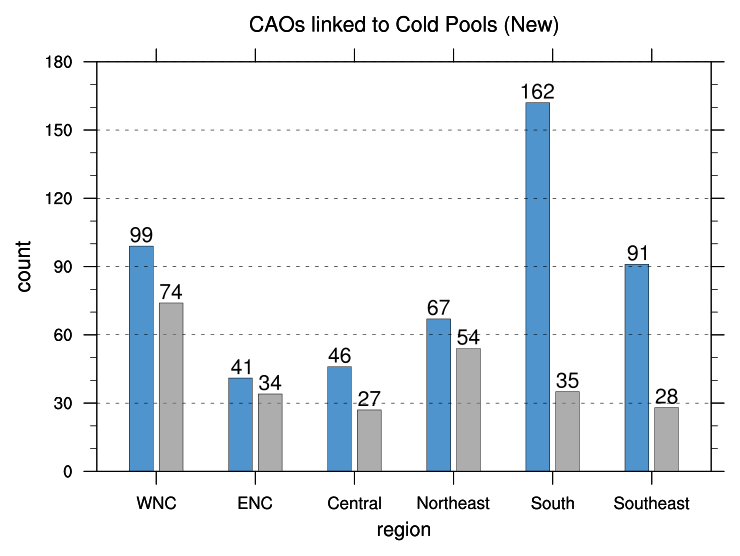 CAOs linked to Cold Pools (New)
180
150
120
90
60
30
0
count
99
74
41
34
46
27
67
54
162
35
91
28
WNC
ENC
Central
Northeast
South
Southeast
region